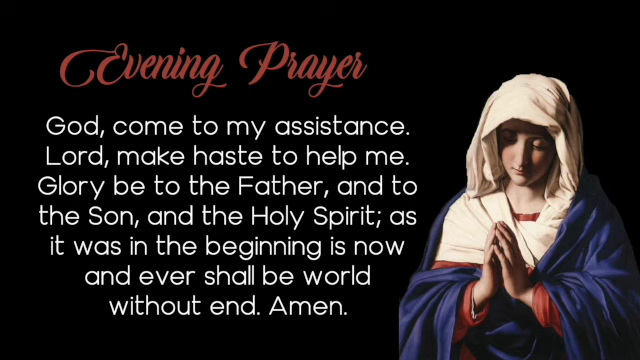 Evening Prayer
God, come to my assistance.
Lord, make haste to help me.
Glory be to the Father, and to
the Son, and the Holy Spirit; as
it was in the beginning is now
and ever shall be world
without end. Amen.